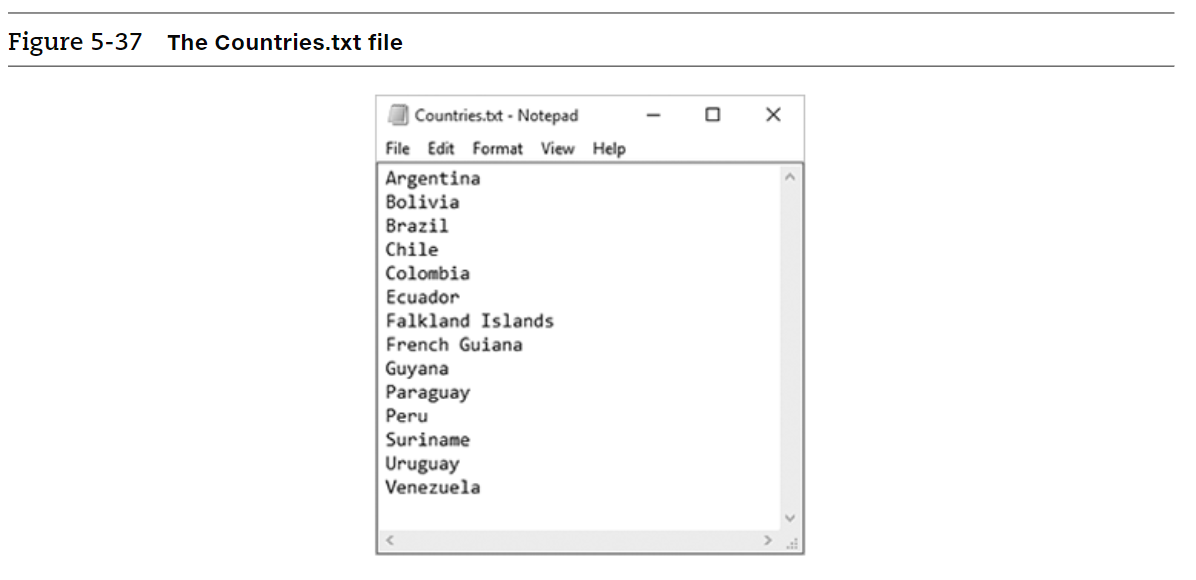 Figure 5-37 The Countries.txt file
Countries.txt - Notepad
File Edit Format View Help
Argentina
Bolivia
Brazil
Chile
Colombia
Ecuador
Falkland Islands
French Guiana
Guyana
Paraguay
Peru
Suriname
Uruguay
Venezuela